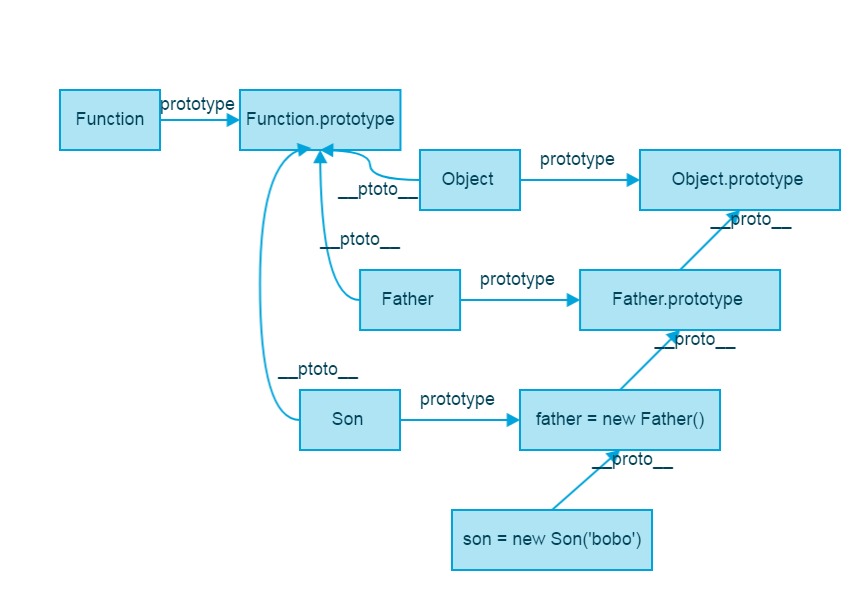 prototype
Function
Function.prototype
prototype
Object
Object.prototype
__ptoto__
__proto__
__ptoto__
prototype
Father
Father.prototype
__proto__
__ptoto__
prototype
Son
father = new Father()
__proto__
son = new Son('bobo')